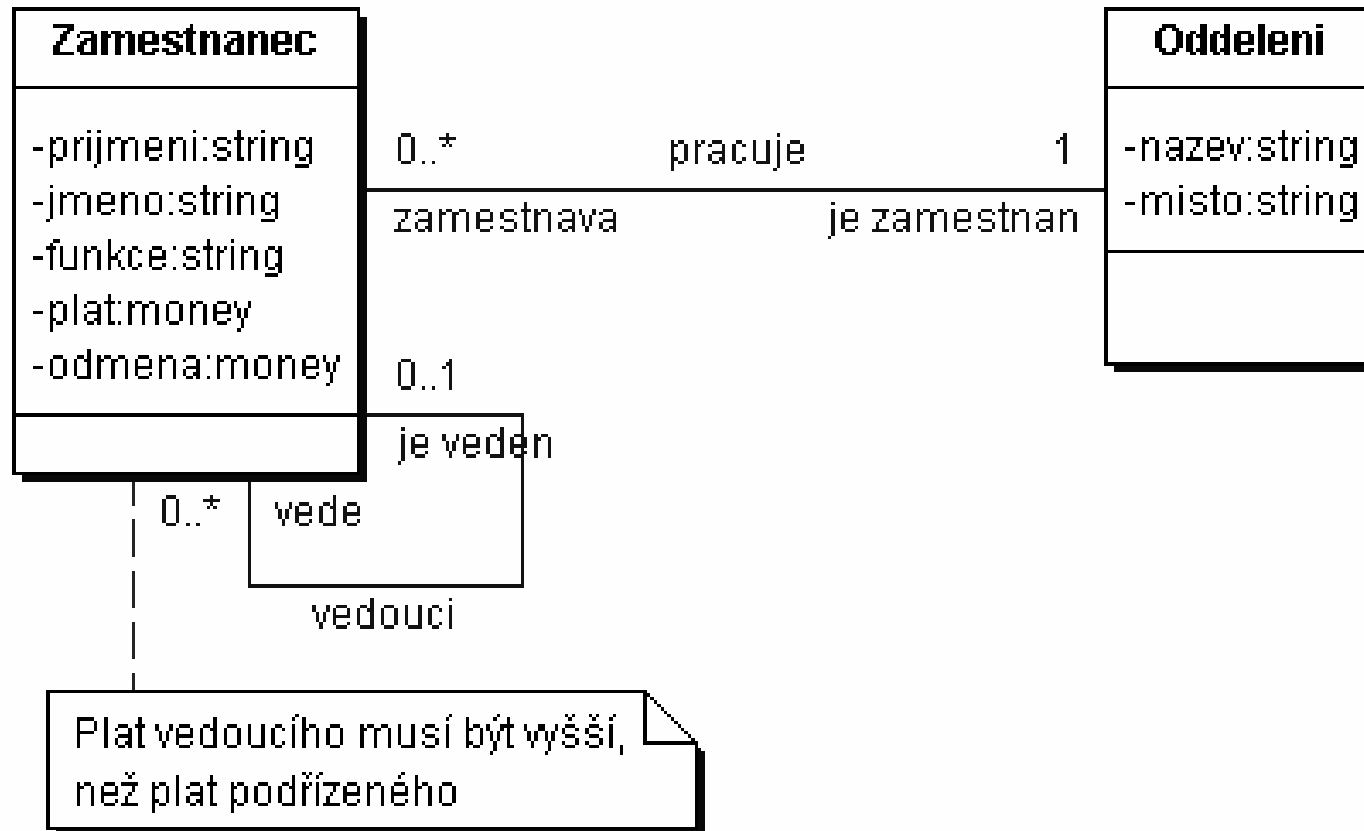 Zamestnanec
-prijmeni:string
-jmeno:string
-funkce:string
-plat:money
-odmena:money
0..* pracuje 1
zamestnava je zamestnan
Oddeleni
-nazev:string
-misto:string
0..1
je veden
0..* vede
vedouci
Plat vedoucího musí být vyšší,
než plat podřízeného